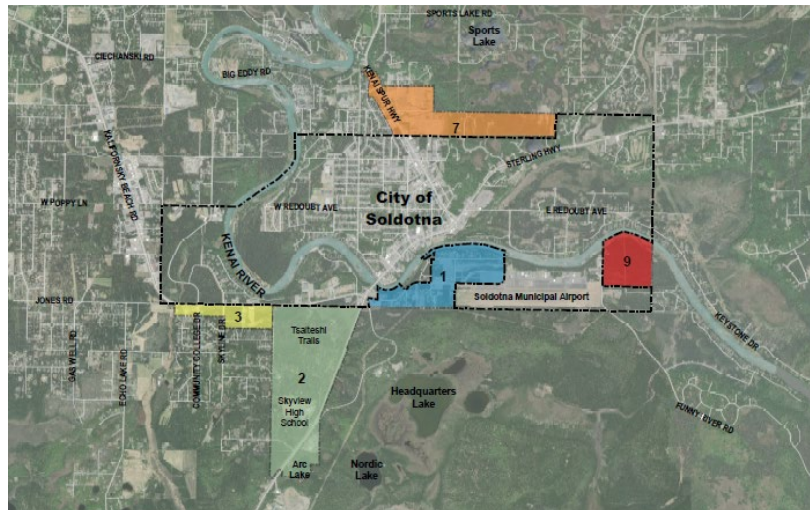 SPORTS LAKE RD
Sports
Lake
CIECHANSKI RD
BIG EDDY RD
KENAI SPUR HWY
7
KALIFORNSKY BEACH RD
STERLING HWY
City of
Soldotna
W POPPY LN
W REDOUBT AVE
E REDOUBT AVE
KENAI RIVER
9
1
JONES RD
Soldotna Municipal Airport
3
KEYSTONE DR
GAS WELL RD
ECHO LAKE RD
COMMUNITY COLLEGE DR
SKYLINE DR
Tsalteshi
Trails
2
Skyview
High
School
Headquarters
Lake
FUNNY RIVER RD
Arc
Lake
Nordic
Lake